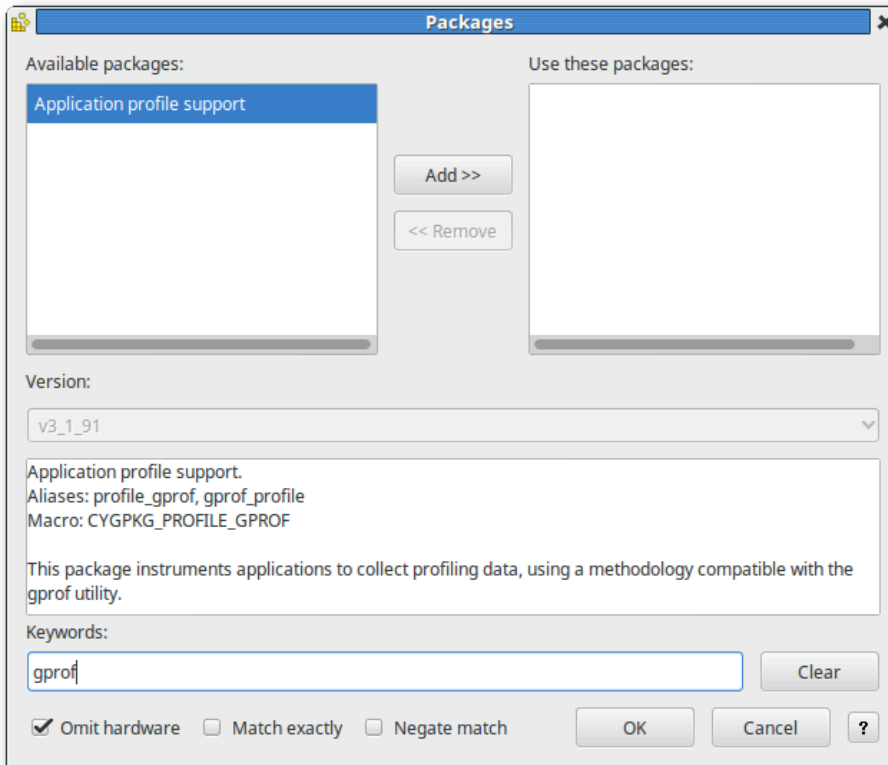 Packages
Available packages:
Use these packages:
Application profile support
Add >>
<< Remove
Version:
v3_1_91
Application profile support.
Aliases: profile_gprof, gprof_profile
Macro: CYGPKG_PROFILE_GPROF
This package instruments applications to collect profiling data, using a methodology compatible with the
gprof utility.
Keywords:
gprof
Clear
Omit hardware
Match exactly
Negate match
OK
Cancel
?